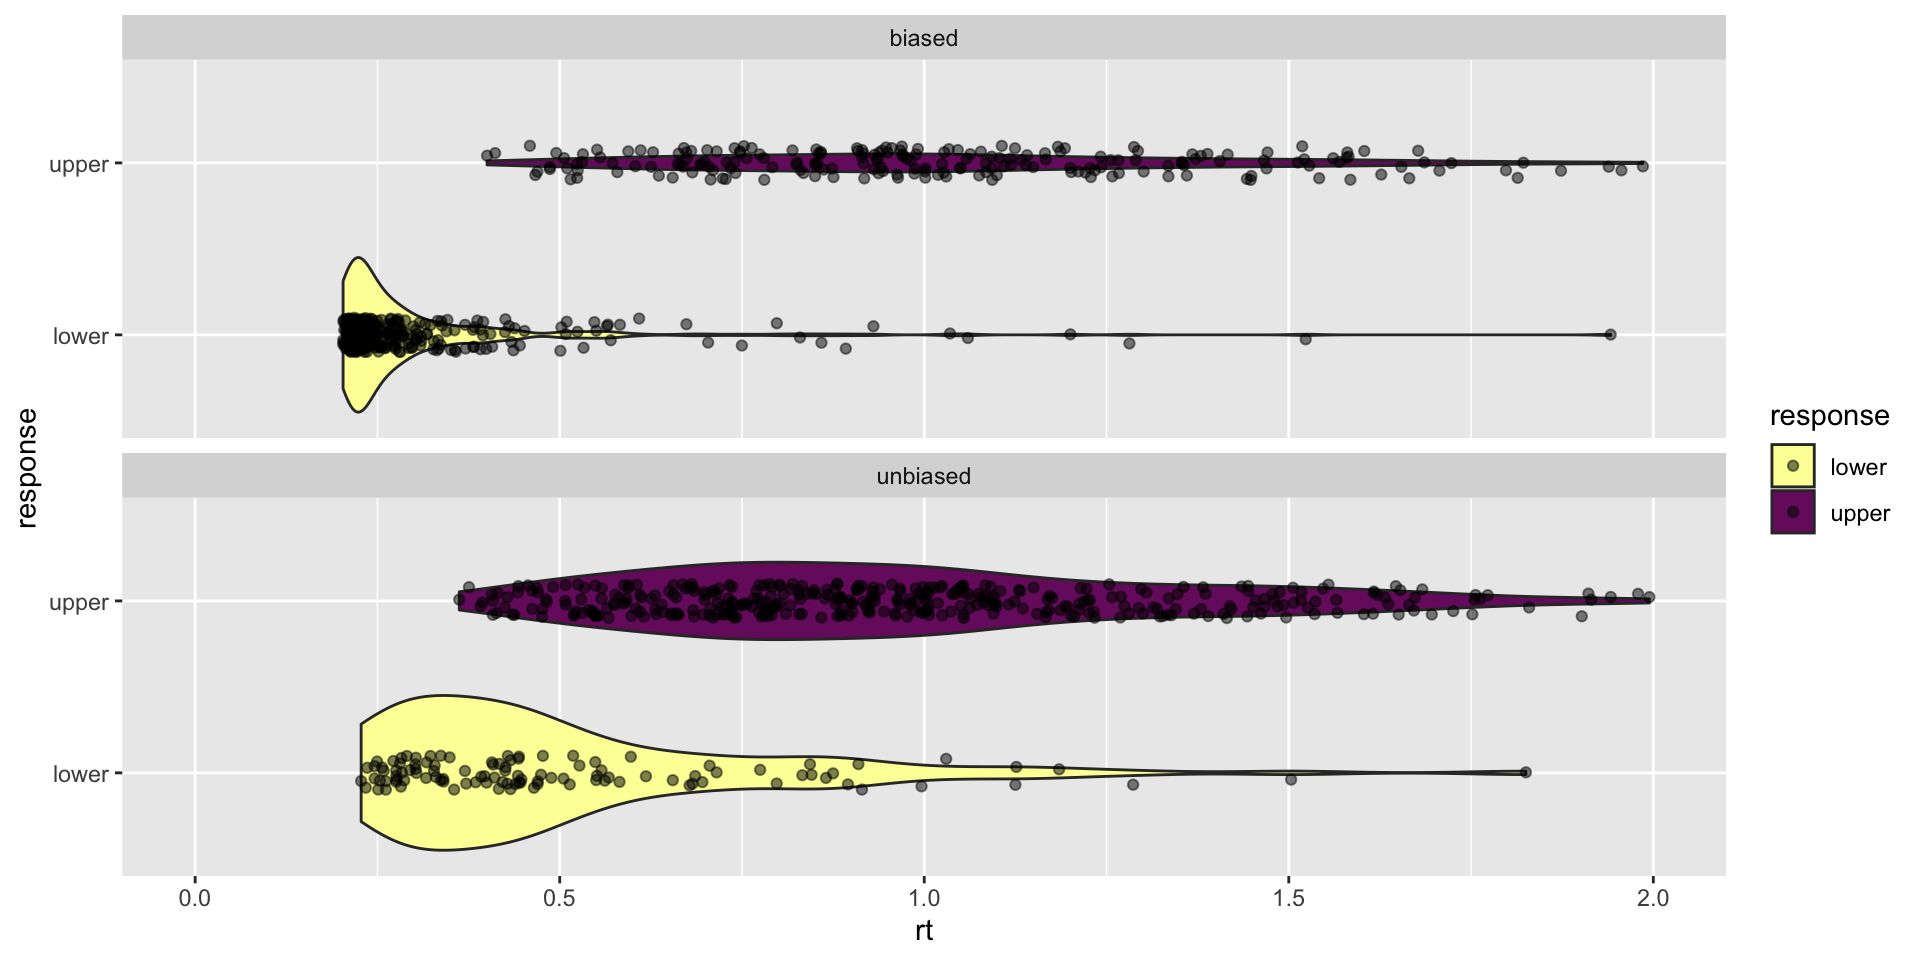 biased
upper
lower
unbiased
upper
lower
0.0 0.5 1.0 1.5 2.0
rt
response
response
lower
upper